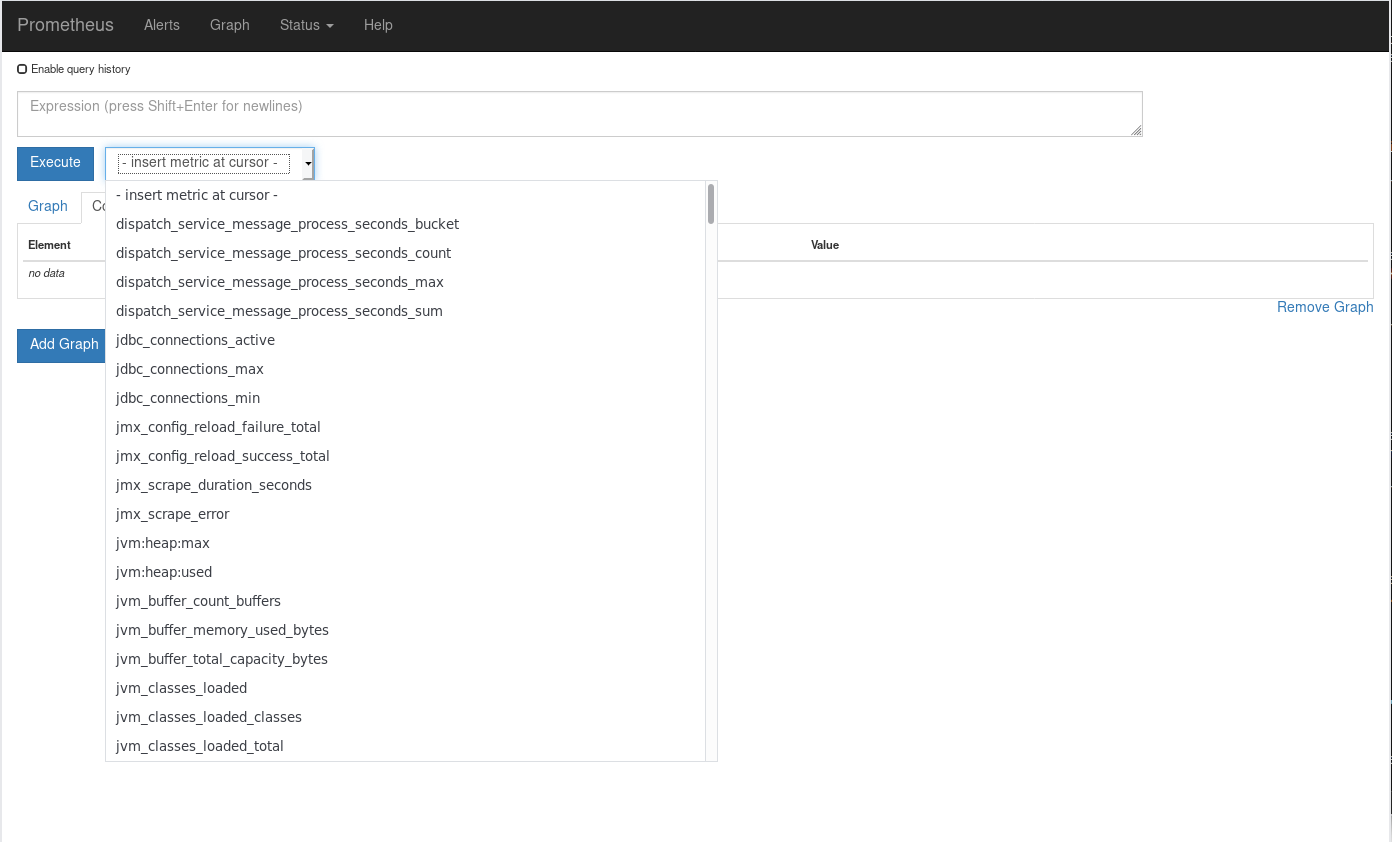 Prometheus Alerts Graph Status Help
Enable query history
Expression (press Shift+Enter for newlines)
Execute - insert metric at cursor -
- insert metric at cursor -
Graph Co
dispatch_service_message_process_seconds_bucket
Element Value
dispatch_service_message_process_seconds_count
no data
dispatch_service_message_process_seconds_max
Remove Graph
dispatch_service_message_process_seconds_sum
Add Graph
jdbc_connections_active
jdbc_connections_max
jdbc_connections_min
jmx_config_reload_failure_total
jmx_config_reload_success_total
jmx_scrape_duration_seconds
jmx_scrape_error
jvm:heap:max
jvm:heap:used
jvm_buffer_count_buffers
jvm_buffer_memory_used_bytes
jvm_buffer_total_capacity_bytes
jvm_classes_loaded
jvm_classes_loaded_classes
jvm_classes_loaded_total